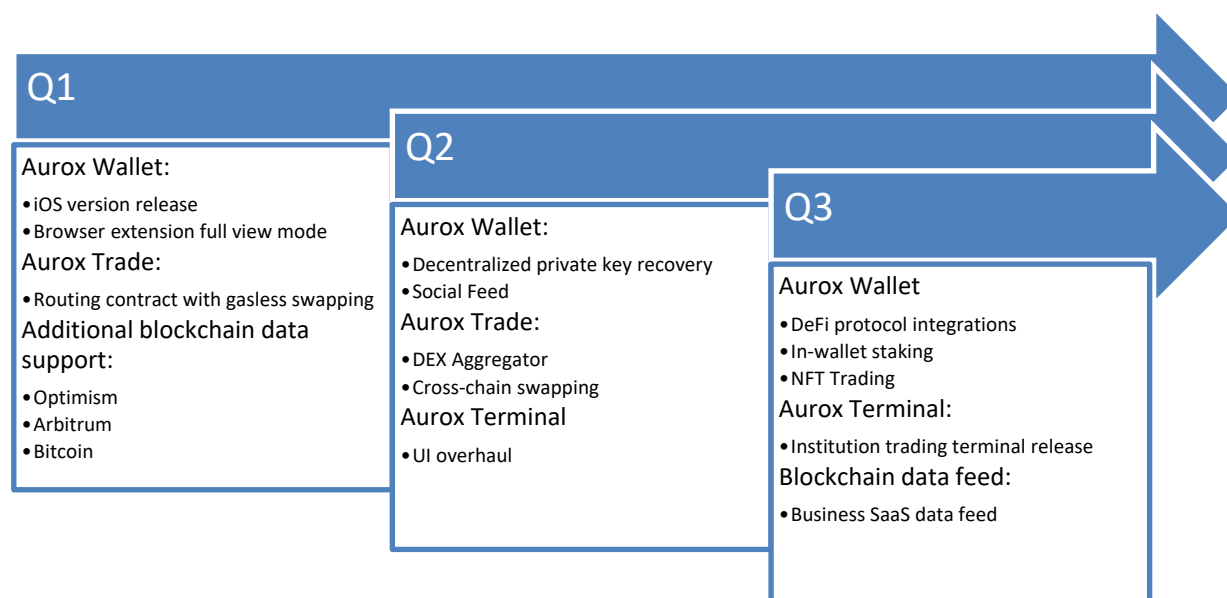 Q1
Aurox Wallet:
•iOS version release
•Browser extension full view mode
Aurox Trade:
•Routing contract with gasless swapping
Additional blockchain data
support:
•Optimism
•Arbitrum
•Bitcoin
Q2
Aurox Wallet:
•Decentralized private key recovery
•Social Feed
Aurox Trade:
•DEX Aggregator
•Cross-chain swapping
Aurox Terminal
•UI overhaul
Q3
Aurox Wallet
•DeFi protocol integrations
•In-wallet staking
•NFT Trading
Aurox Terminal:
•Institution trading terminal release
Blockchain data feed:
•Business SaaS data feed